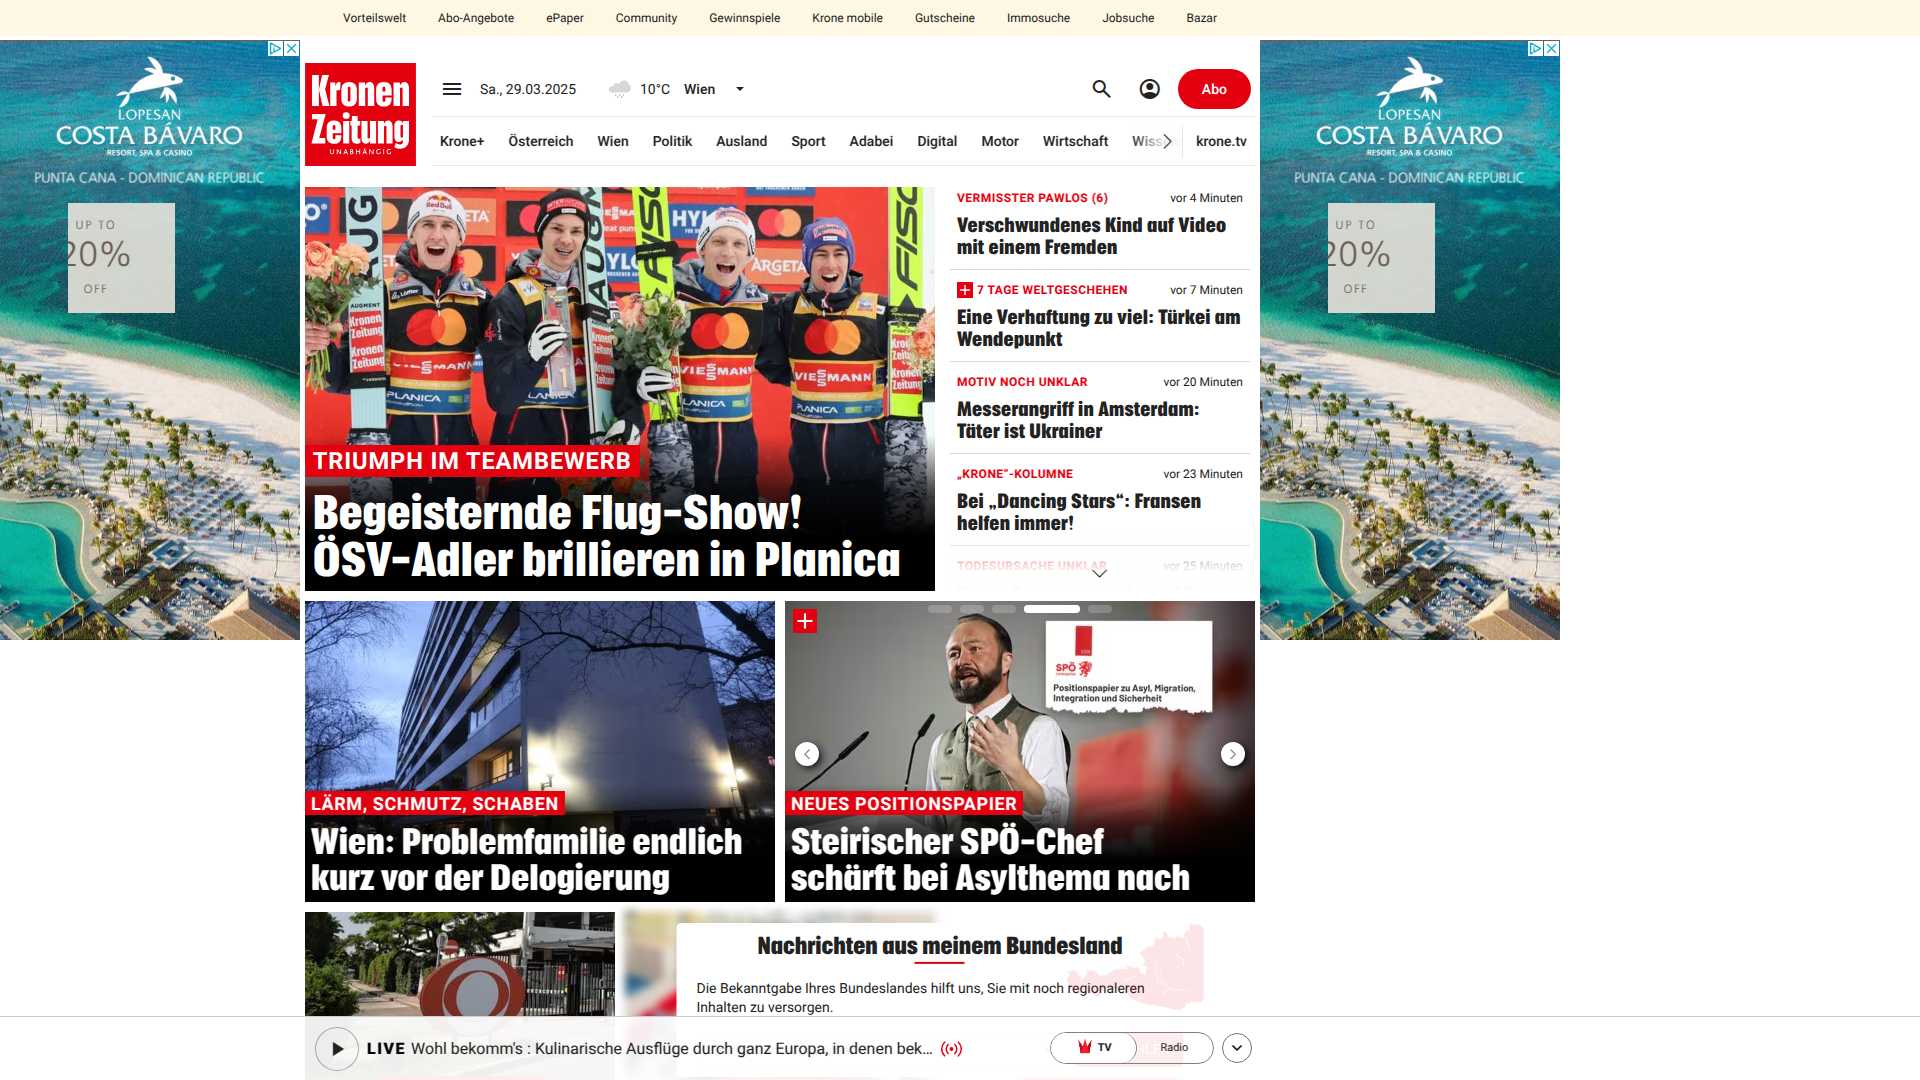 Vorteilswelt Abo-Angebote ePaper Community Gewinnspiele Krone mobile Gutscheine Immosuche Jobsuche Bazar
LOPESAN
COSTA BÁVARO
RESORT, SPA & CASINO
PUNTA CANA - DOMINICAN REPUBLIC
UP TO
20%
OFF
Kronen
Zeitung
UNABHÄNGIG
Sa., 29.03.2025 10°C Wien
Abo
Krone+ Österreich Wien Politik Ausland Sport Adabei Digital Motor Wirtschaft krone.tv
TRIUMPH IM TEAMBEWERB
Begeisternde Flug-Show!
ÖSV-Adler brillieren in Planica
VERMISSTER PAWLOS (6) vor 4 Minuten
Verschwundenes Kind auf Video
mit einem Fremden
7 TAGE WELTGESCHEHEN vor 7 Minuten
Eine Verhaftung zu viel: Türkei am
Wendepunkt
MOTIV NOCH UNKLAR vor 20 Minuten
Messerangriff in Amsterdam:
Täter ist Ukrainer
„KRONE“-KOLUMNE vor 23 Minuten
Bei „Dancing Stars“: Fransen
helfen immer!
TODESURSACHE UNKLAR vor 25 Minuten
LOPESAN
COSTA BÁVARO
RESORT, SPA & CASINO
PUNTA CANA - DOMINICAN REPUBLIC
UP TO
20%
OFF
LÄRM, SCHMUTZ, SCHABEN
Wien: Problemfamilie endlich
kurz vor der Delogierung
SPÖ
Positionspapier zu Asyl, Migration,
Integration und Sicherheit
NEUES POSITIONSPAPIER
Steirischer SPÖ-Chef
schärft bei Asylthema nach
Nachrichten aus meinem Bundesland
Die Bekanntgabe Ihres Bundeslandes hilft uns, Sie mit noch regionaleren
Inhalten zu versorgen.
LIVE Wohl bekomm's : Kulinarische Ausflüge durch ganz Europa, in denen bek...
TV Radio